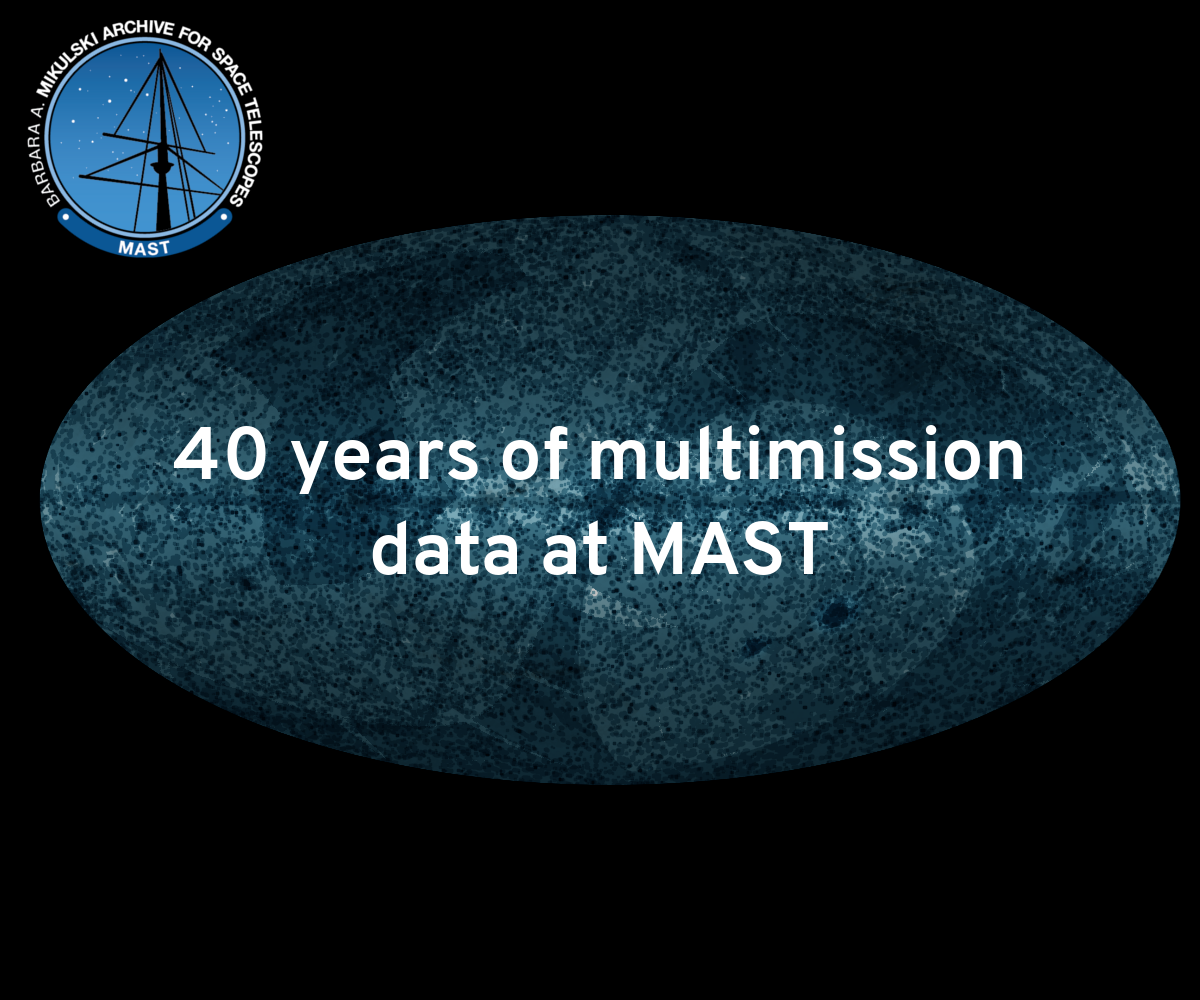 BARBARA A. MIKULSKI ARCHIVE FOR SPACE TELESCOPES
MAST
40 years of multimission
data at MAST